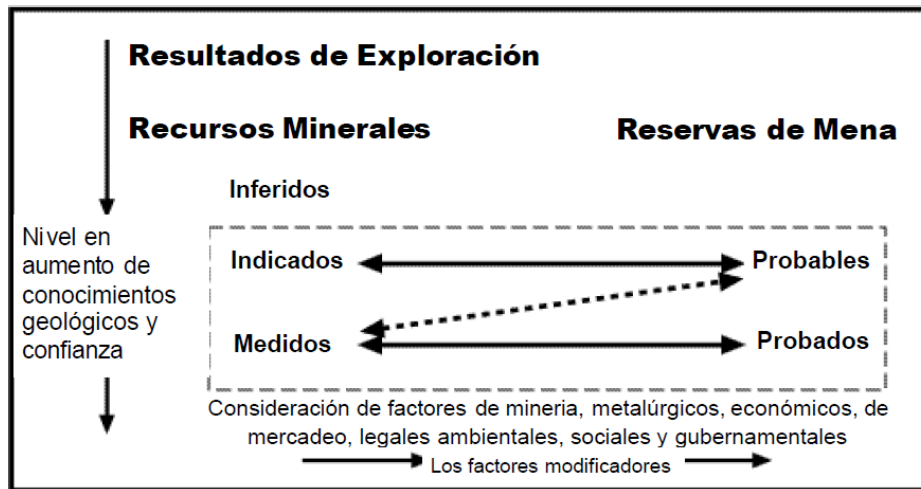 Resultados de Exploración
Recursos Minerales
Reservas de Mena
Inferidos
Nivel en
aumento de
conocimientos
geológicos y
confianza
Indicados
Probables
Medidos
Probados
Consideración de factores de mineria, metalúrgicos, económicos, de
mercadeo, legales ambientales, sociales y gubernamentales
Los factores modificadores